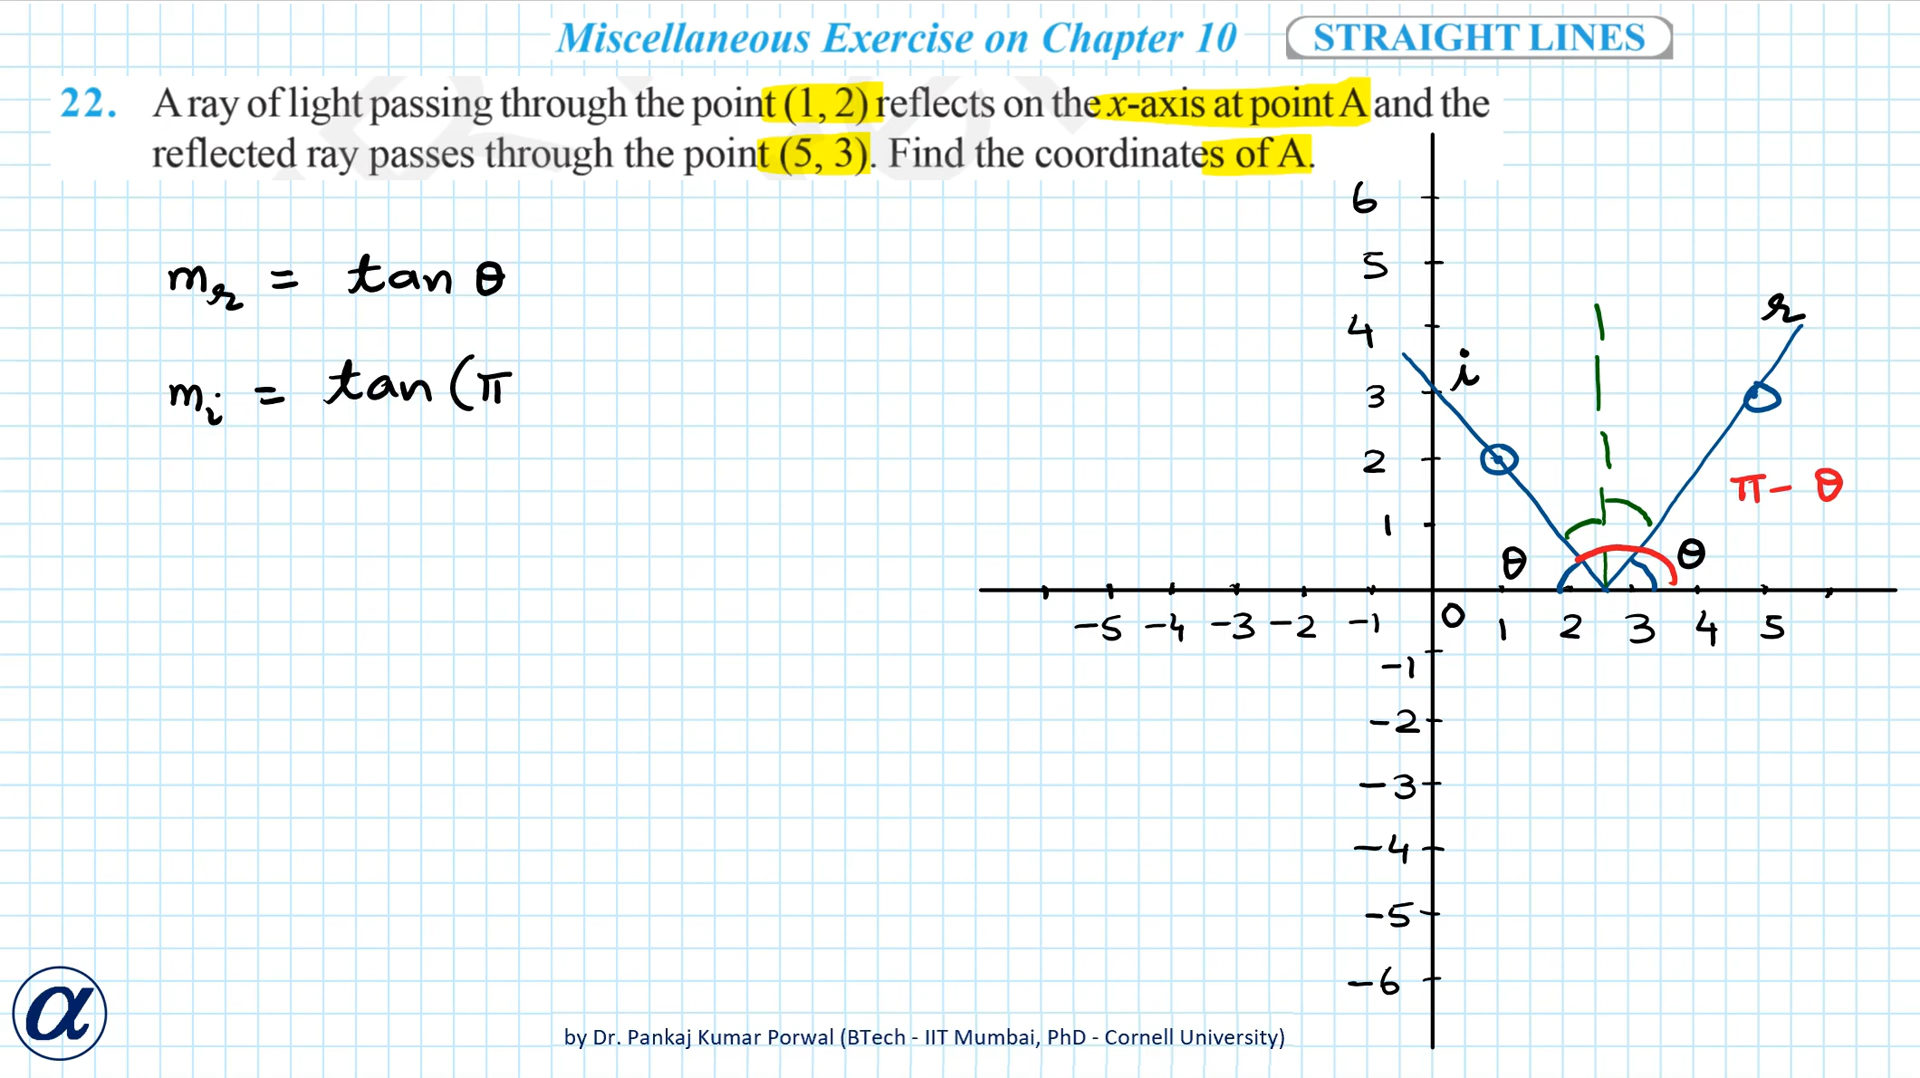 Miscellaneous Exercise on Chapter 10
STRAIGHT LINES
22. A ray of light passing through the point (1, 2) reflects on the x-axis at point A and the
reflected ray passes through the point (5, 3). Find the coordinates of A.
m_r = tan θ
m_i = tan (π
6
5
4
3
2
1
i
r
π − θ
θ
θ
−5 −4 −3 −2 −1 0 1 2 3 4 5
−1
−2
−3
−4
−5
−6
α
by Dr. Pankaj Kumar Porwal (BTech - IIT Mumbai, PhD - Cornell University)